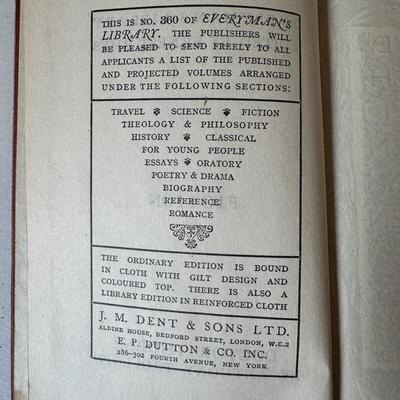 THIS IS NO. 360 OF EVERYMAN'S
LIBRARY. THE PUBLISHERS WILL
BE PLEASED TO SEND FREELY TO ALL
APPLICANTS A LIST OF THE PUBLISHED
AND PROJECTED VOLUMES ARRANGED
UNDER THE FOLLOWING SECTIONS:
TRAVEL SCIENCE FICTION
THEOLOGY & PHILOSOPHY
HISTORY CLASSICAL
FOR YOUNG PEOPLE
ESSAYS ORATORY
POETRY & DRAMA
BIOGRAPHY
REFERENCE
ROMANCE
THE ORDINARY EDITION IS BOUND
IN CLOTH WITH GILT DESIGN AND
COLOURED TOP. THERE IS ALSO A
LIBRARY EDITION IN REINFORCED CLOTH
J. M. DENT & SONS LTD.
ALDINE HOUSE, BEDFORD STREET, LONDON, W.C.2
E. P. DUTTON & CO. INC.
286-302 FOURTH AVENUE, NEW YORK